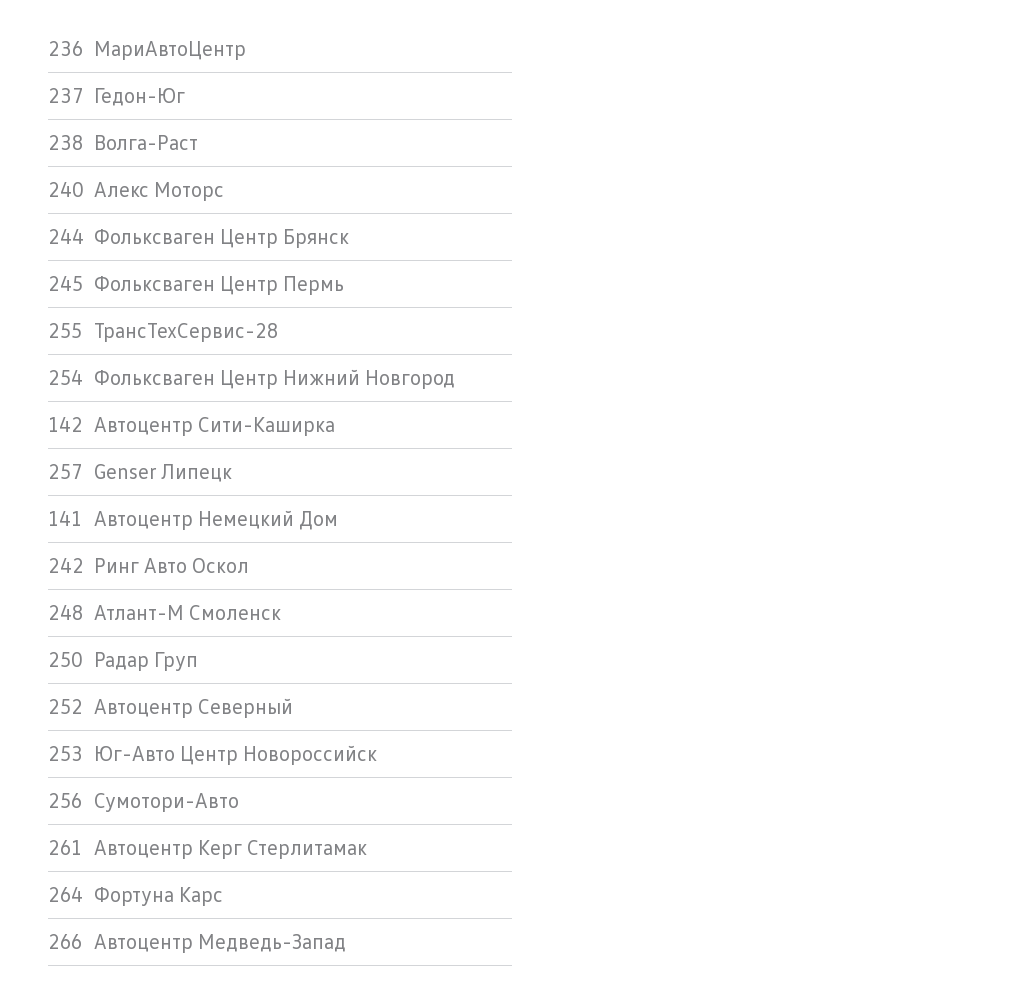 236 МариАвтоЦентр
237 Гедон-Юг
238 Волга-Раст
240 Алекс Моторс
244 Фольксваген Центр Брянск
245 Фольксваген Центр Пермь
255 ТрансТехСервис-28
254 Фольксваген Центр Нижний Новгород
142 Автоцентр Сити-Каширка
257 Genser Липецк
141 Автоцентр Немецкий Дом
242 Ринг Авто Оскол
248 Атлант-М Смоленск
250 Радар Груп
252 Автоцентр Северный
253 Юг-Авто Центр Новороссийск
256 Сумотори-Авто
261 Автоцентр Керг Стерлитамак
264 Фортуна Карс
266 Автоцентр Медведь-Запад